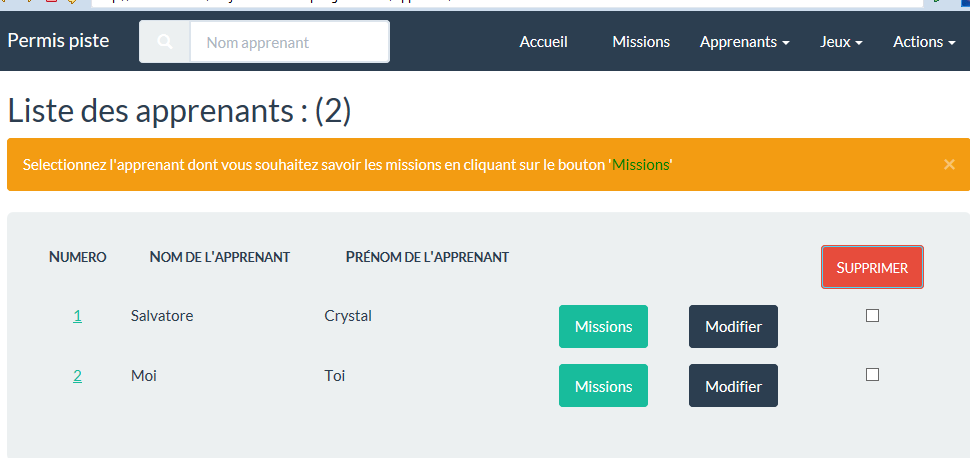 Permis piste Nom apprenant Accueil Missions Apprenants Jeux Actions
Liste des apprenants : (2)
Selectionnez l'apprenant dont vous souhaitez savoir les missions en cliquant sur le bouton 'Missions' ×
NUMERO NOM DE L'APPRENANT PRÉNOM DE L'APPRENANT SUPPRIMER
1 Salvatore Crystal Missions Modifier
2 Moi Toi Missions Modifier